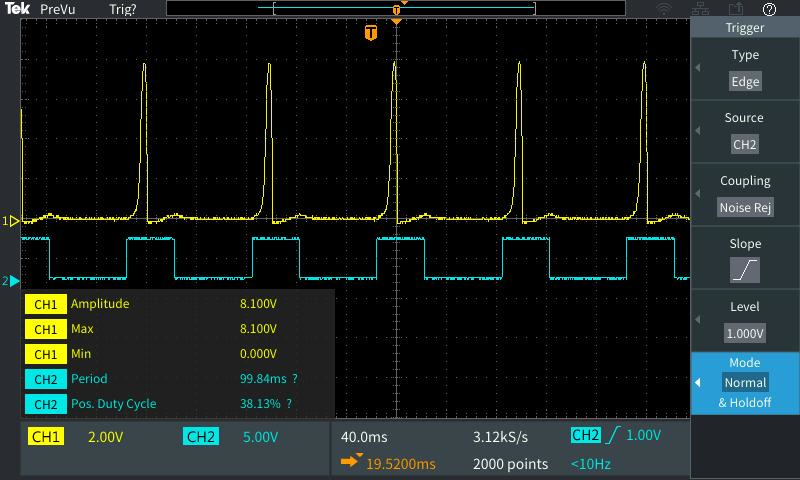 Tek PreVu Trig?
T
T
?
Trigger
Type
Edge
Source
CH2
Coupling
Noise Rej
Slope
Level
1.000V
Mode
Normal
& Holdoff
1
2
CH1 Amplitude 8.100V
CH1 Max 8.100V
CH1 Min 0.000V
CH2 Period 99.84ms ?
CH2 Pos. Duty Cycle 38.13% ?
CH1 2.00V CH2 5.00V 40.0ms 3.12kS/s CH2 1.00V
19.5200ms 2000 points <10Hz